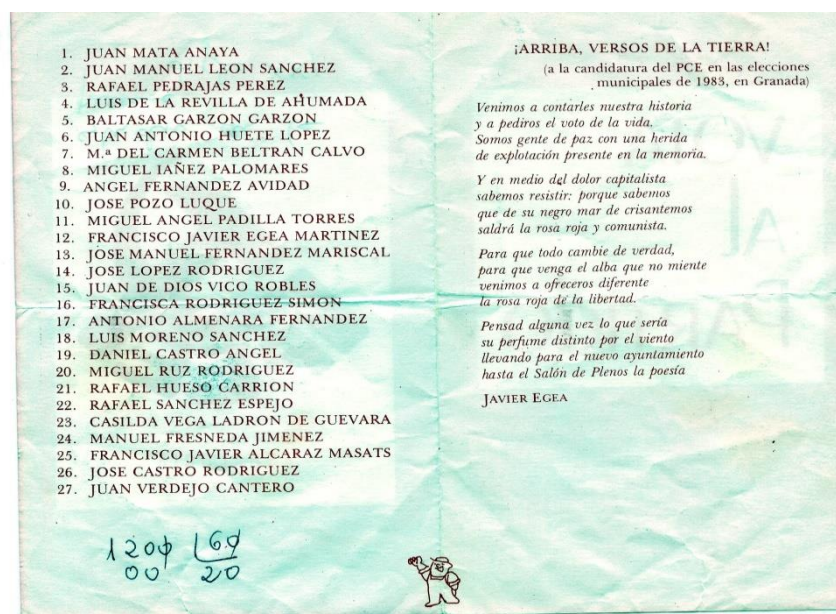 1. JUAN MATA ANAYA
2. JUAN MANUEL LEON SANCHEZ
3. RAFAEL PEDRAJAS PEREZ
4. LUIS DE LA REVILLA DE AHUMADA
5. BALTASAR GARZON GARZON
6. JUAN ANTONIO HUETE LOPEZ
7. M.ª DEL CARMEN BELTRAN CALVO
8. MIGUEL IAÑEZ PALOMARES
9. ANGEL FERNANDEZ AVIDAD
10. JOSE POZO LUQUE
11. MIGUEL ANGEL PADILLA TORRES
12. FRANCISCO JAVIER EGEA MARTINEZ
13. JOSE MANUEL FERNANDEZ MARISCAL
14. JOSE LOPEZ RODRIGUEZ
15. JUAN DE DIOS VICO ROBLES
16. FRANCISCA RODRIGUEZ SIMON
17. ANTONIO ALMENARA FERNANDEZ
18. LUIS MORENO SANCHEZ
19. DANIEL CASTRO ANGEL
20. MIGUEL RUZ RODRIGUEZ
21. RAFAEL HUESO CARRION
22. RAFAEL SANCHEZ ESPEJO
23. CASILDA VEGA LADRON DE GUEVARA
24. MANUEL FRESNEDA JIMENEZ
25. FRANCISCO JAVIER ALCARAZ MASATS
26. JOSE CASTRO RODRIGUEZ
27. JUAN VERDEJO CANTERO
1200 60
00 20
¡ARRIBA, VERSOS DE LA TIERRA!
(a la candidatura del PCE en las elecciones
municipales de 1983, en Granada)
Venimos a contarles nuestra historia
y a pediros el voto de la vida.
Somos gente de paz con una herida
de explotación presente en la memoria.
Y en medio del dolor capitalista
sabemos resistir: porque sabemos
que de su negro mar de crisantemos
saldrá la rosa roja y comunista.
Para que todo cambie de verdad,
para que venga el alba que no miente
venimos a ofreceros diferente
la rosa roja de la libertad.
Pensad alguna vez lo que sería
su perfume distinto por el viento
llevando para el nuevo ayuntamiento
hasta el Salón de Plenos la poesía
JAVIER EGEA